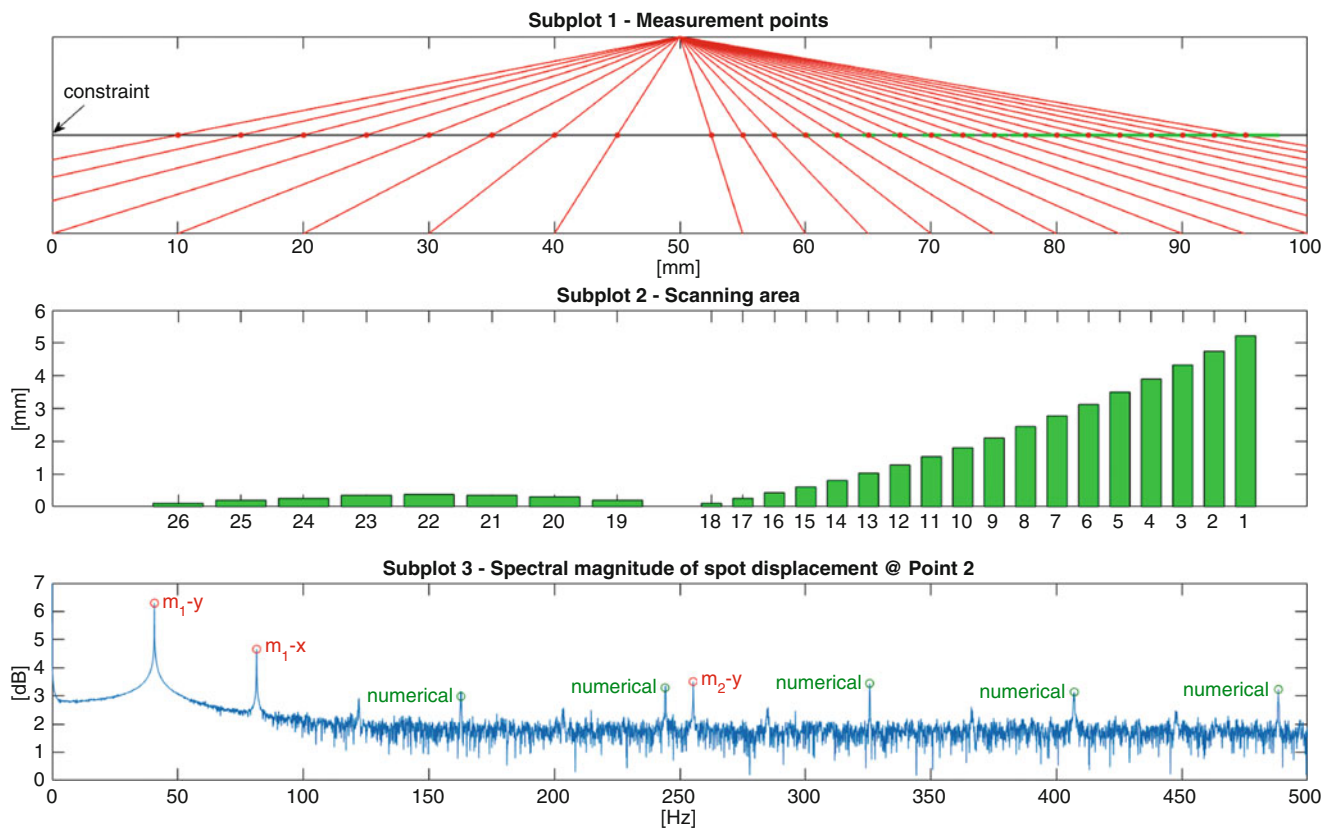 Subplot 1 - Measurement points
constraint
0 10 20 30 40 50 60 70 80 90 100
[mm]
Subplot 2 - Scanning area
6
5
4
3
2
1
0
[mm]
26 25 24 23 22 21 20 19 18 17 16 15 14 13 12 11 10 9 8 7 6 5 4 3 2 1
Subplot 3 - Spectral magnitude of spot displacement @ Point 2
7
6
5
4
3
2
1
0
[dB]
m₁-y
m₁-x
numerical
numerical
m₂-y
numerical
numerical
numerical
0 50 100 150 200 250 300 350 400 450 500
[Hz]